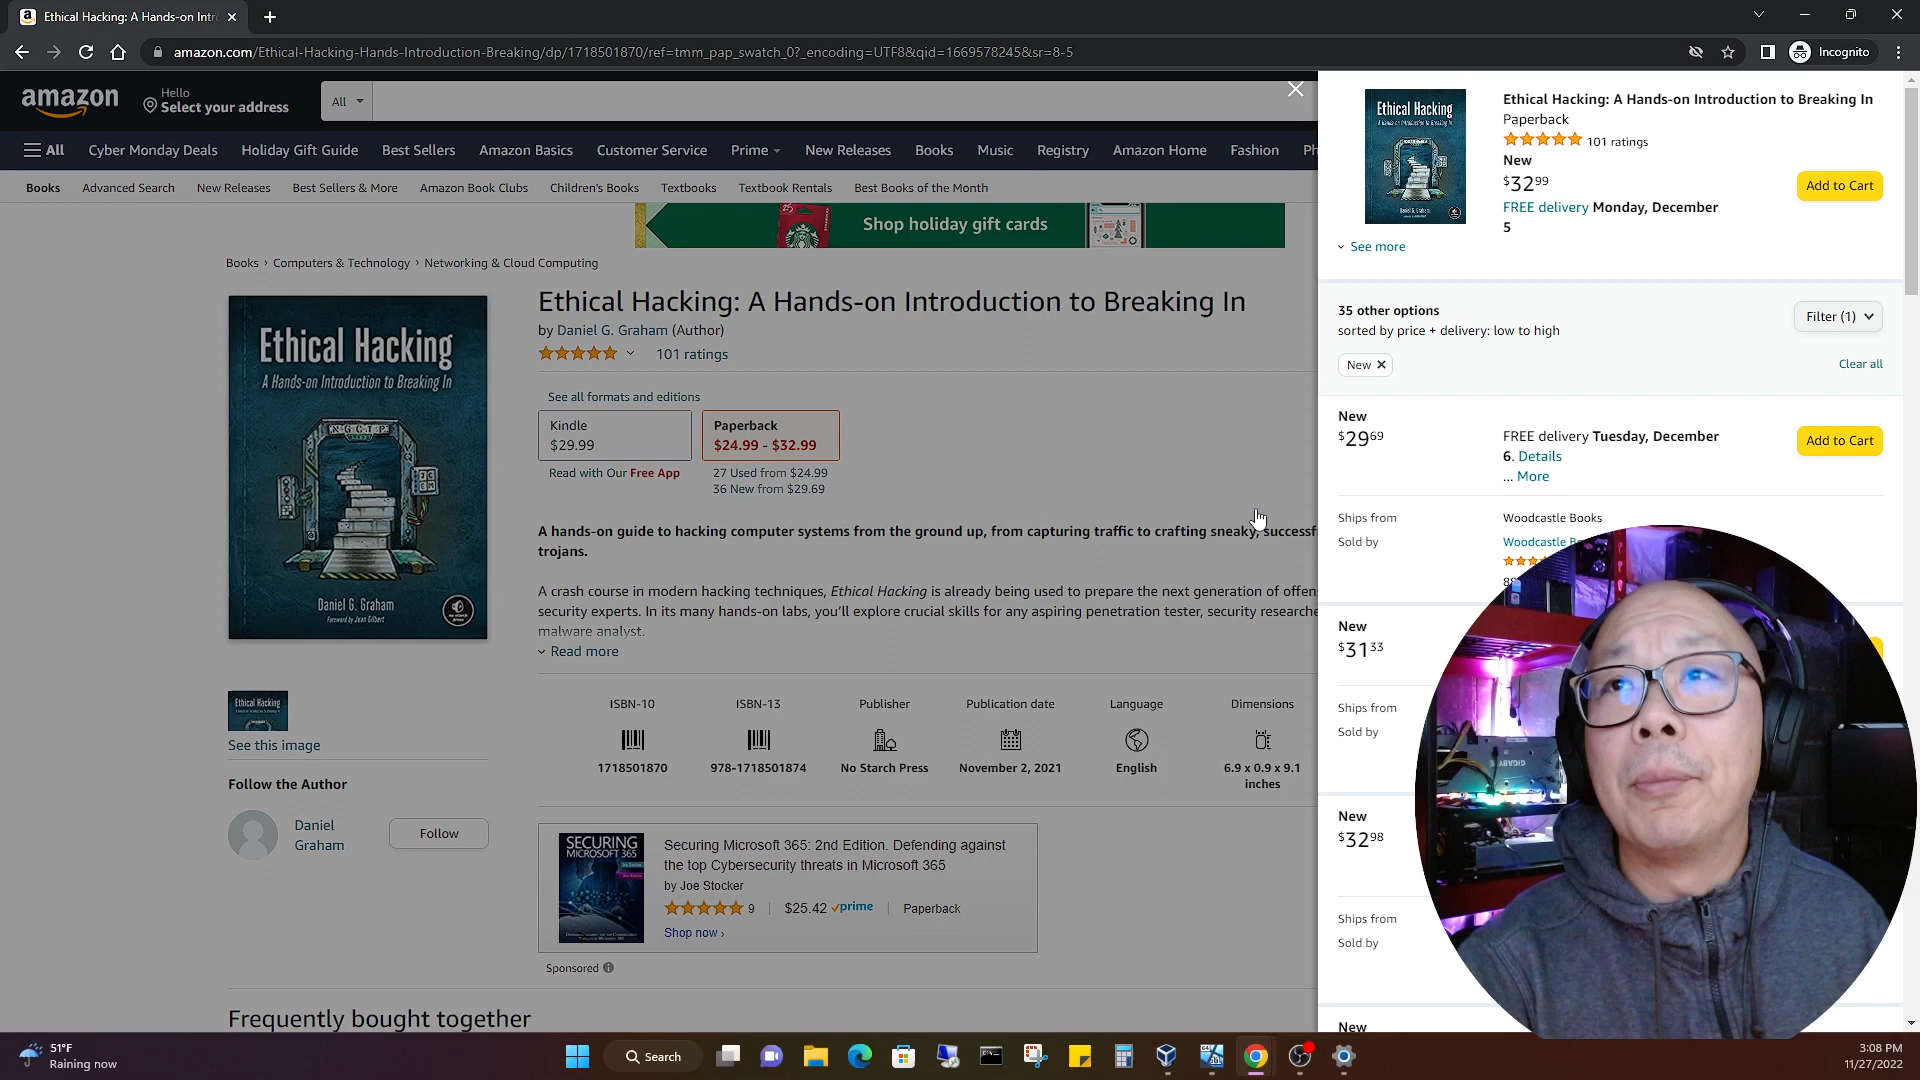 Ethical Hacking: A Hands-on Intro
amazon.com/Ethical-Hacking-Hands-Introduction-Breaking/dp/1718501870/ref=tmm_pap_swatch_0?_encoding=UTF8&qid=1669578245&sr=8-5
Incognito
amazon
Hello
Select your address
All
All
Cyber Monday Deals
Holiday Gift Guide
Best Sellers
Amazon Basics
Customer Service
Prime
New Releases
Books
Music
Registry
Amazon Home
Fashion
Ph
Books
Advanced Search
New Releases
Best Sellers & More
Amazon Book Clubs
Children's Books
Textbooks
Textbook Rentals
Best Books of the Month
25
Shop holiday gift cards
Books › Computers & Technology › Networking & Cloud Computing
Ethical Hacking
A Hands-on Introduction to Breaking In
Daniel G. Graham
Foreword by Juan Gilbert
See this image
Follow the Author
Daniel
Graham
Follow
Ethical Hacking: A Hands-on Introduction to Breaking In
by Daniel G. Graham (Author)
101 ratings
See all formats and editions
Kindle
$29.99
Read with Our Free App
Paperback
$24.99 - $32.99
27 Used from $24.99
36 New from $29.69
A hands-on guide to hacking computer systems from the ground up, from capturing traffic to crafting sneaky, successf
trojans.
A crash course in modern hacking techniques, Ethical Hacking is already being used to prepare the next generation of offen
security experts. In its many hands-on labs, you'll explore crucial skills for any aspiring penetration tester, security researche
malware analyst.
Read more
ISBN-10
1718501870
ISBN-13
978-1718501874
Publisher
No Starch Press
Publication date
November 2, 2021
Language
English
Dimensions
6.9 x 0.9 x 9.1
inches
SECURING
MICROSOFT 365
Securing Microsoft 365: 2nd Edition. Defending against
the top Cybersecurity threats in Microsoft 365
by Joe Stocker
9 | $25.42 prime | Paperback
Shop now ›
Sponsored
Frequently bought together
Ethical Hacking
A Hands-on Introduction to Breaking In
Daniel G. Graham
Ethical Hacking: A Hands-on Introduction to Breaking In
Paperback
101 ratings
New
$32 99
Add to Cart
FREE delivery Monday, December
5
See more
35 other options
sorted by price + delivery: low to high
Filter (1)
New
Clear all
New
$29 69
FREE delivery Tuesday, December
6. Details
... More
Add to Cart
Ships from
Woodcastle Books
Sold by
Woodcastle B
New
$31 33
Ships from
Sold by
New
$32 98
Ships from
Sold by
New
GIGABYTE
51°F
Raining now
Search
3:08 PM
11/27/2022